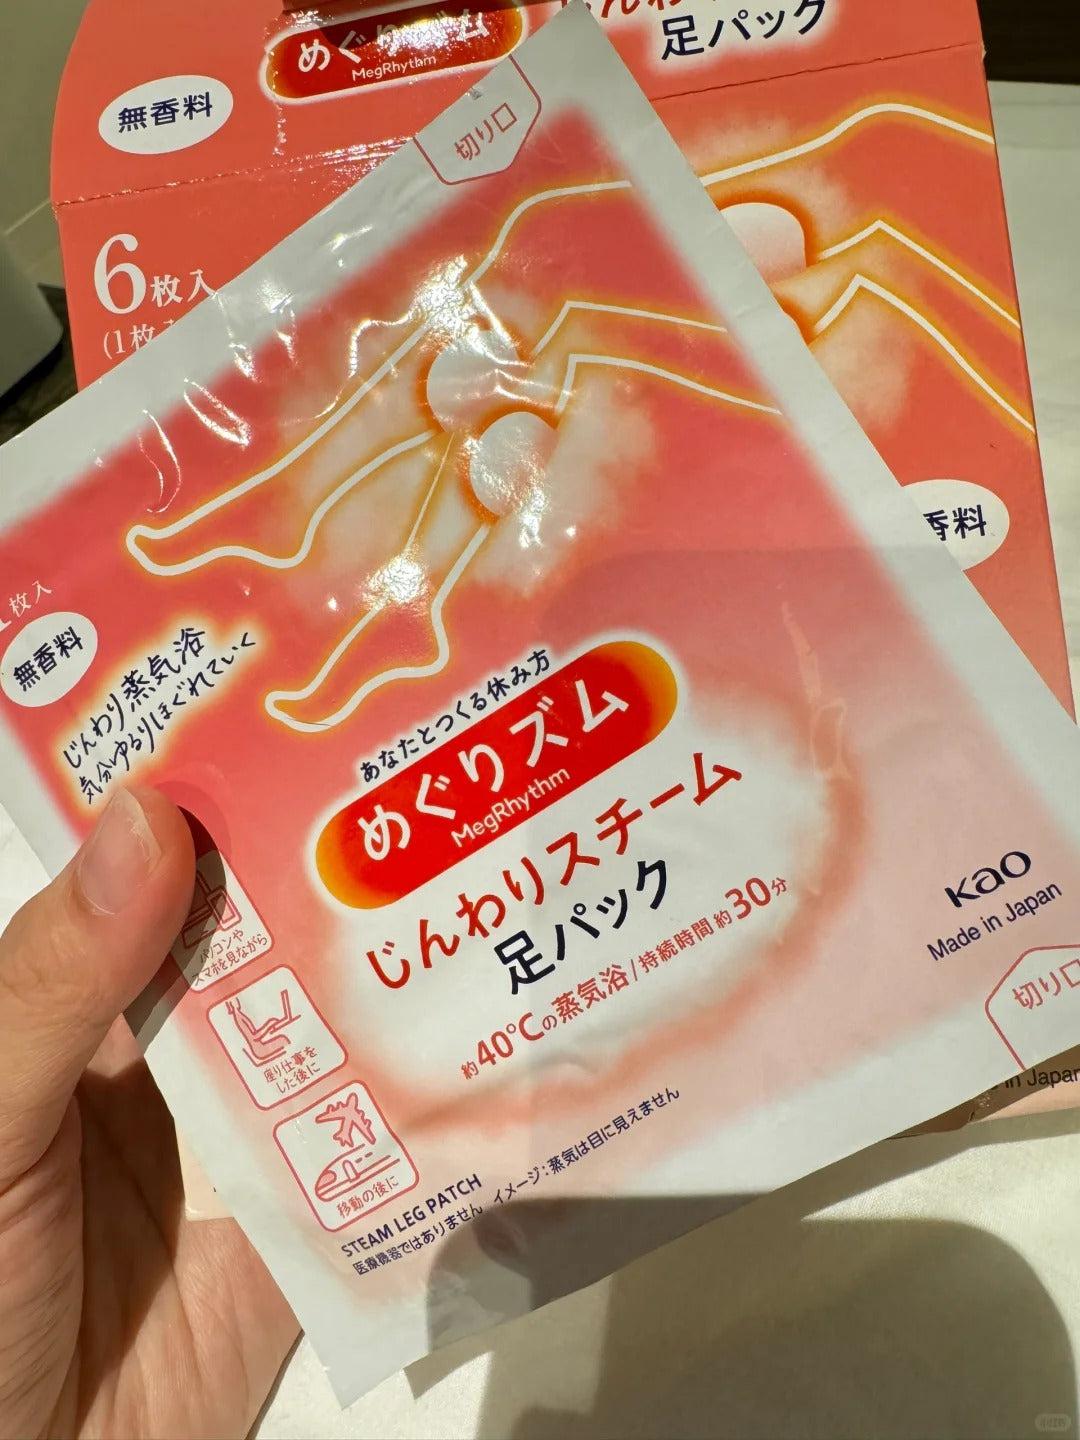 めぐりズム
MegRhythm
足パック
無香料
6枚入
切り口
香料
1枚入
無香料
じんわり蒸気浴
気分ゆるりほぐれていく
あなたとつくる休み方
めぐりズム
MegRhythm
じんわりスチーム
足パック
約40℃の蒸気浴/持続時間 約30分
Kao
Made in Japan
切り口
in Japan
パソコンや
スマホを見ながら
座り仕事を
した後に
移動の後に
STEAM LEG PATCH
医療機器ではありません イメージ:蒸気は目に見えません
小红书